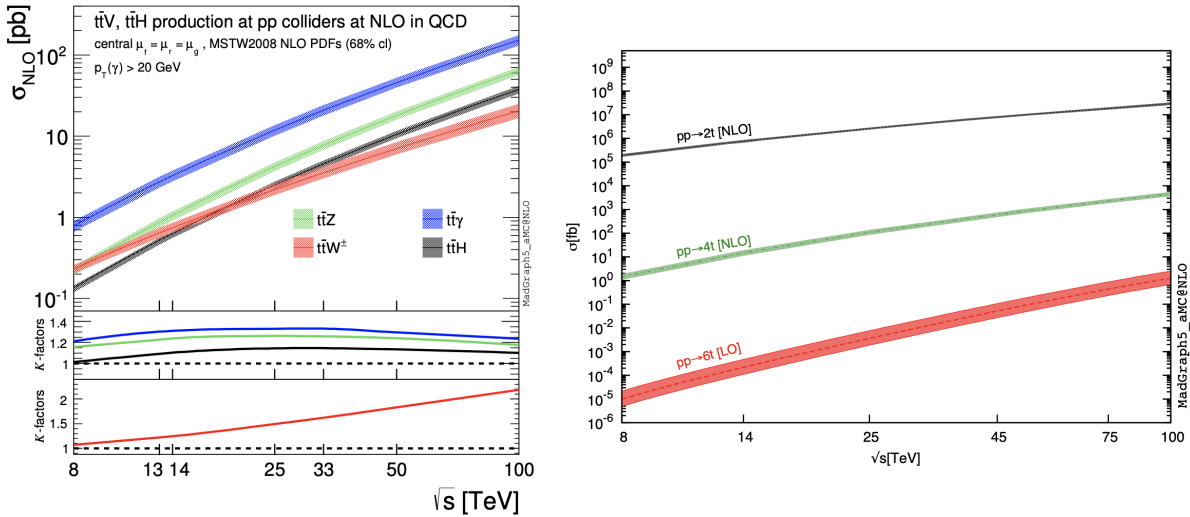 tt̄V, tt̄H production at pp colliders at NLO in QCD
central μf = μr = μg , MSTW2008 NLO PDFs (68% cl)
pT(γ) > 20 GeV
σNLO [pb]
10²
10
1
10⁻¹
tt̄Z
tt̄γ
tt̄W±
tt̄H
MadGraph5_aMC@NLO
K-factors
1.4
1.2
1
K-factors
2
1.5
1
8
13
14
25
33
50
100
√s [TeV]
σ[fb]
10⁹
10⁸
10⁷
10⁶
10⁵
10⁴
10³
10²
10¹
10⁰
10⁻¹
10⁻²
10⁻³
10⁻⁴
10⁻⁵
10⁻⁶
pp→2t [NLO]
pp→4t [NLO]
pp→6t [LO]
8
14
25
45
75
100
√s[TeV]
MadGraph5_aMC@NLO